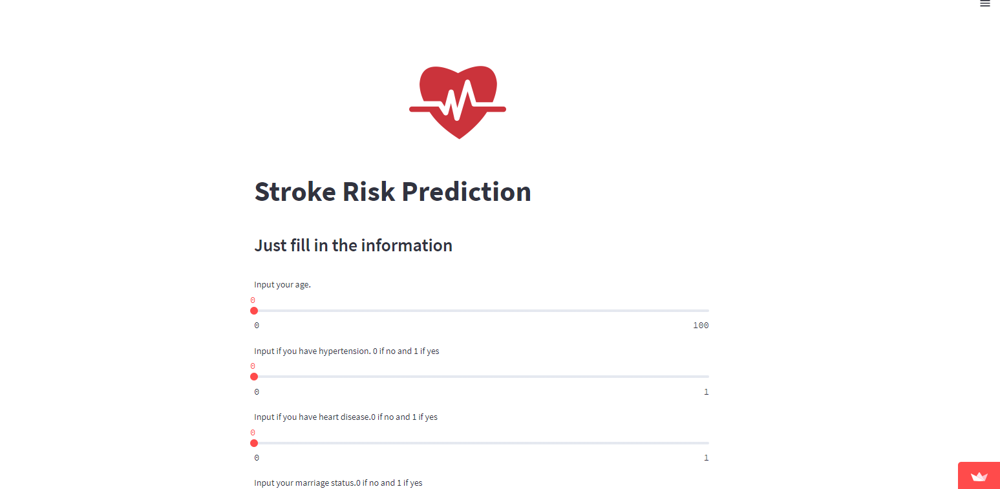 Stroke Risk Prediction
Just fill in the information
Input your age.
0
0 100
Input if you have hypertension. 0 if no and 1 if yes
0
0 1
Input if you have heart disease.0 if no and 1 if yes
0
0 1
Input your marriage status.0 if no and 1 if yes